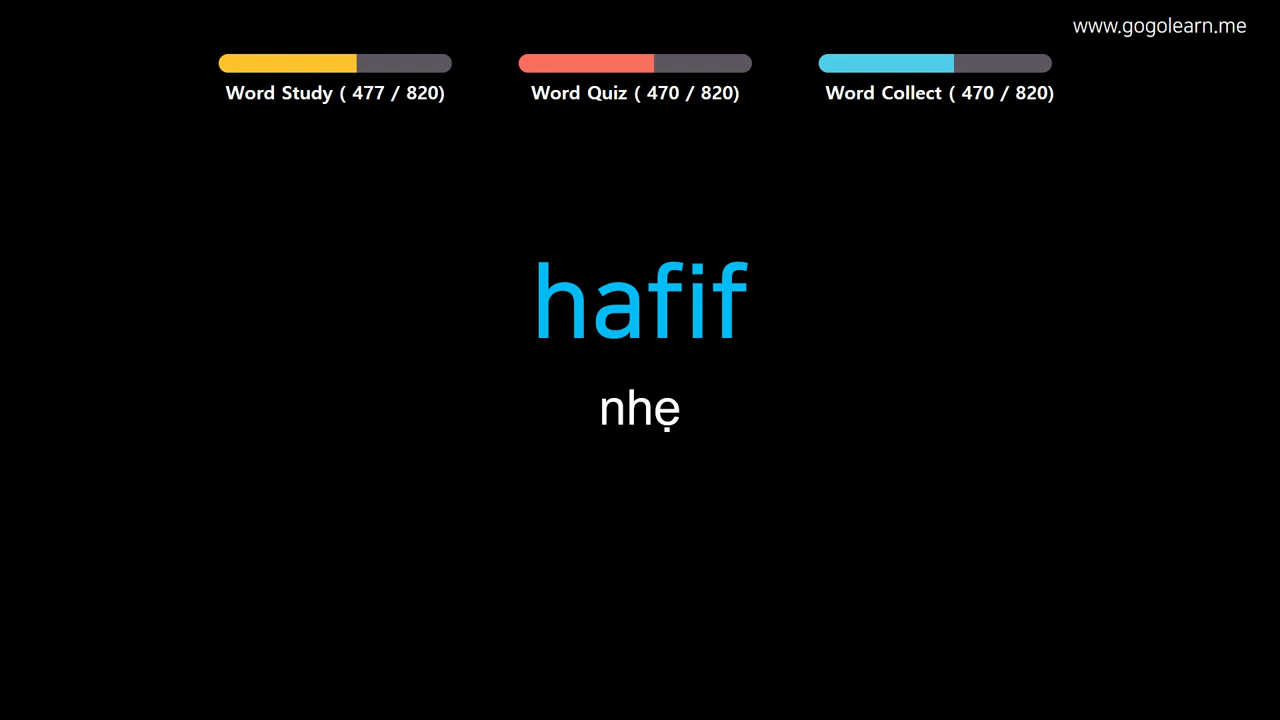 www.gogolearn.me
Word Study ( 477 / 820)
Word Quiz ( 470 / 820)
Word Collect ( 470 / 820)
hafif
nhẹ